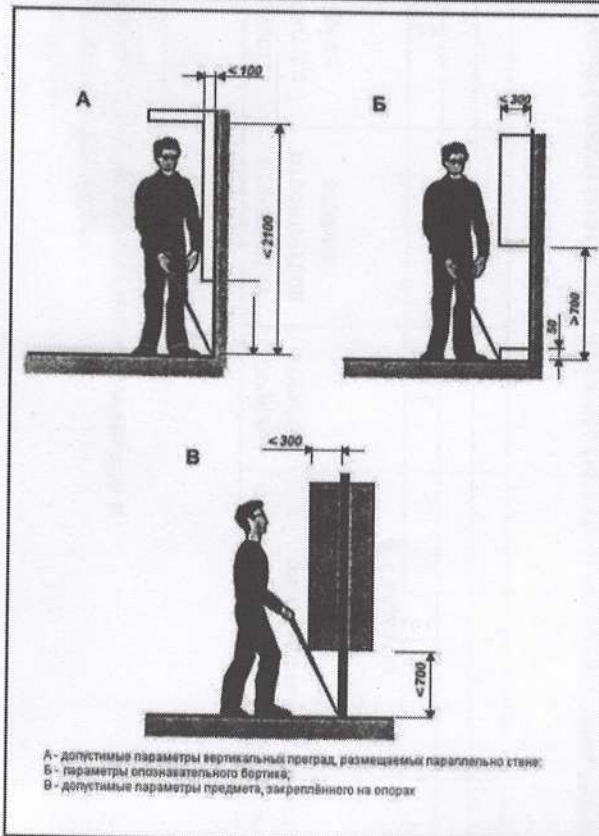 ≤100
А
<2100
Б
≤300
>700
50
В
<300
<700
А - допустимые параметры вертикальных преград, размещаемых параллельно стене:
Б - параметры опознавательного бортика;
В - допустимые параметры предмета, закреплённого на опорах